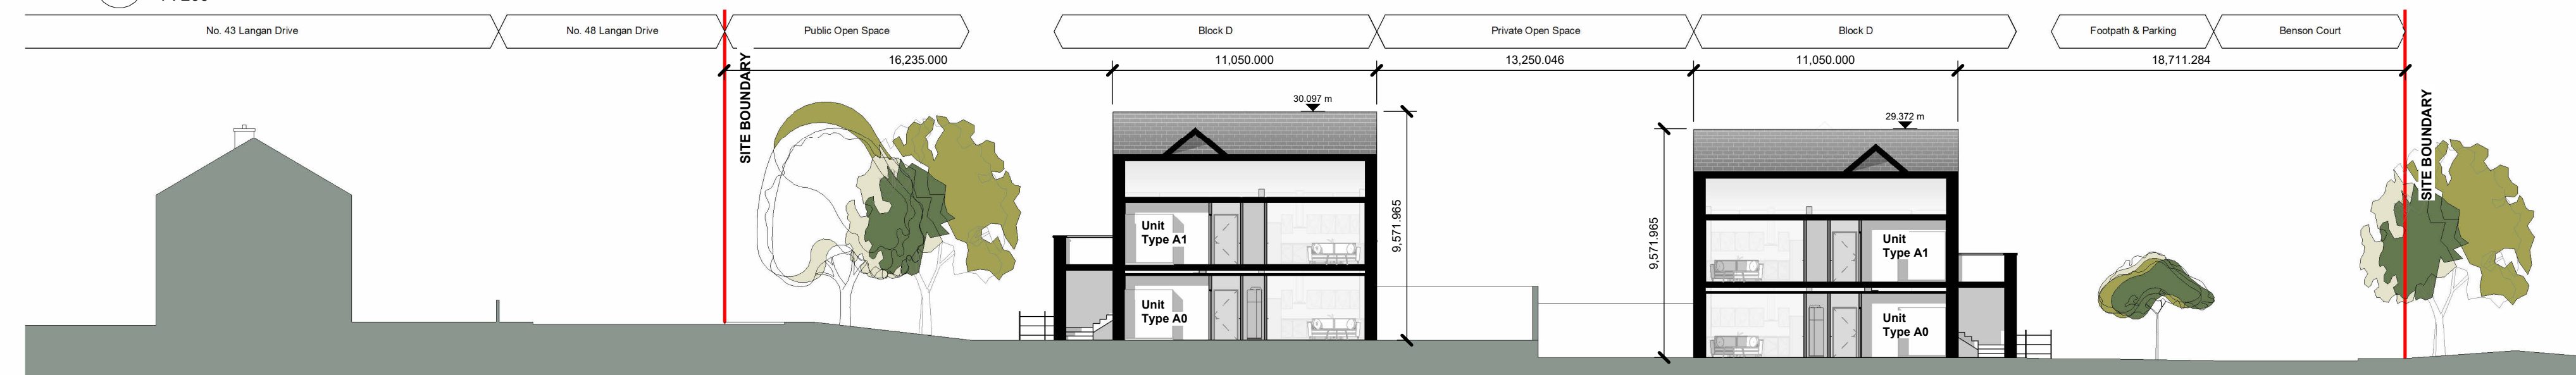 No. 43 Langan Drive
No. 48 Langan Drive
Public Open Space
Block D
Private Open Space
Block D
Footpath & Parking
Benson Court
16,235.000
11,050.000
13,250.046
11,050.000
18,711.284
SITE BOUNDARY
30.097 m
29.372 m
SITE BOUNDARY
9,571.965
9,571.965
Unit
Type A1
Unit
Type A0
Unit
Type A1
Unit
Type A0